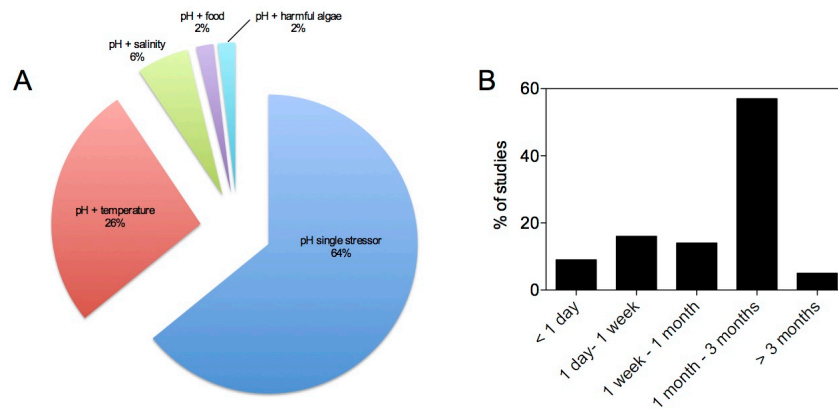 A
pH + food
2%
pH + harmful algae
2%
pH + salinity
6%
pH + temperature
26%
pH single stressor
64%
B
% of studies
60
40
20
0
< 1 day
1 day- 1 week
1 week - 1 month
1 month - 3 months
> 3 months